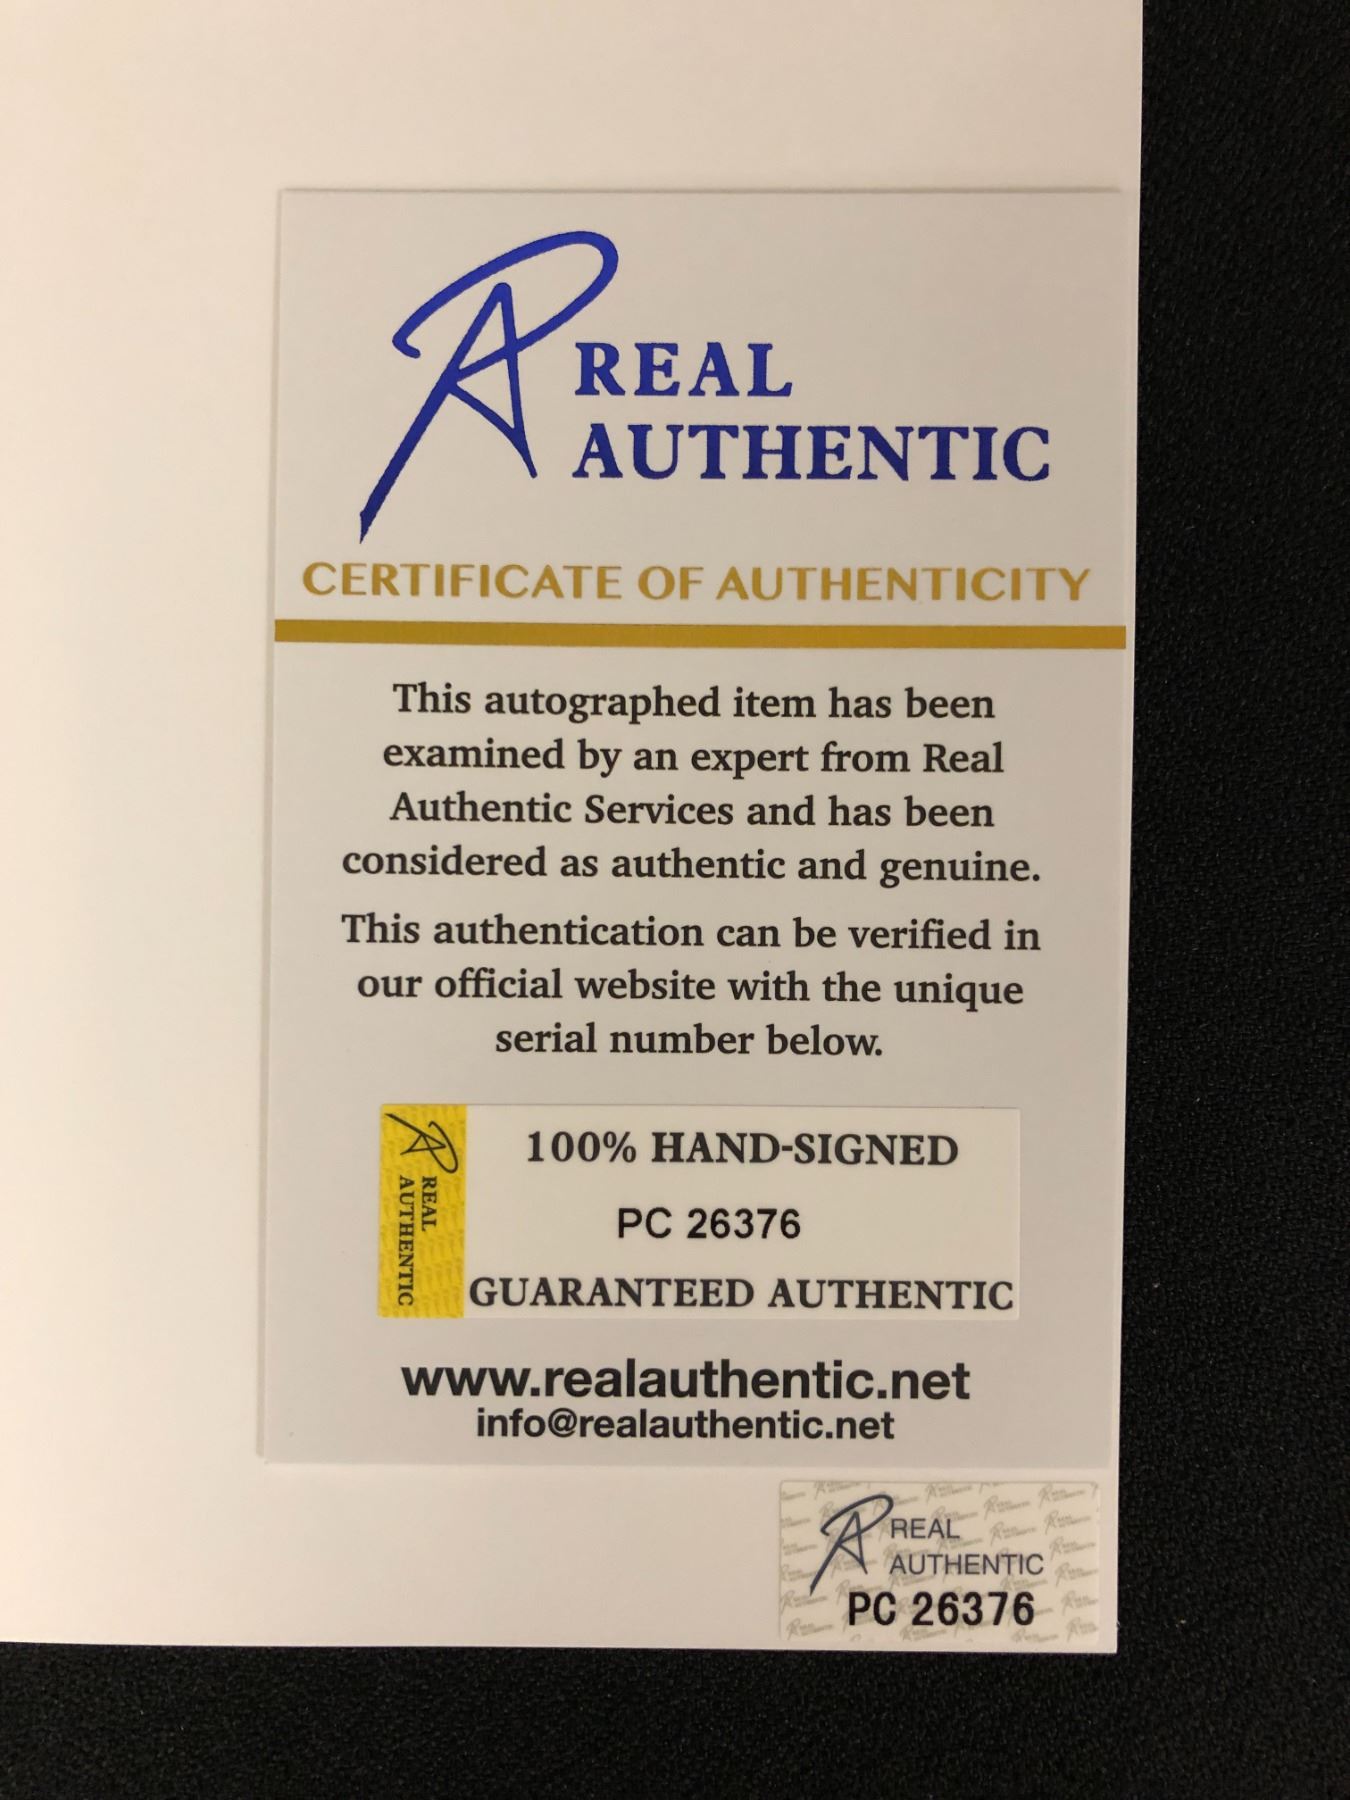 REAL
AUTHENTIC
CERTIFICATE OF AUTHENTICITY
This autographed item has been
examined by an expert from Real
Authentic Services and has been
considered as authentic and genuine.
This authentication can be verified in
our official website with the unique
serial number below.
REAL
AUTHENTIC
100% HAND-SIGNED
PC 26376
GUARANTEED AUTHENTIC
www.realauthentic.net
info@realauthentic.net
REAL
AUTHENTIC
PC 26376